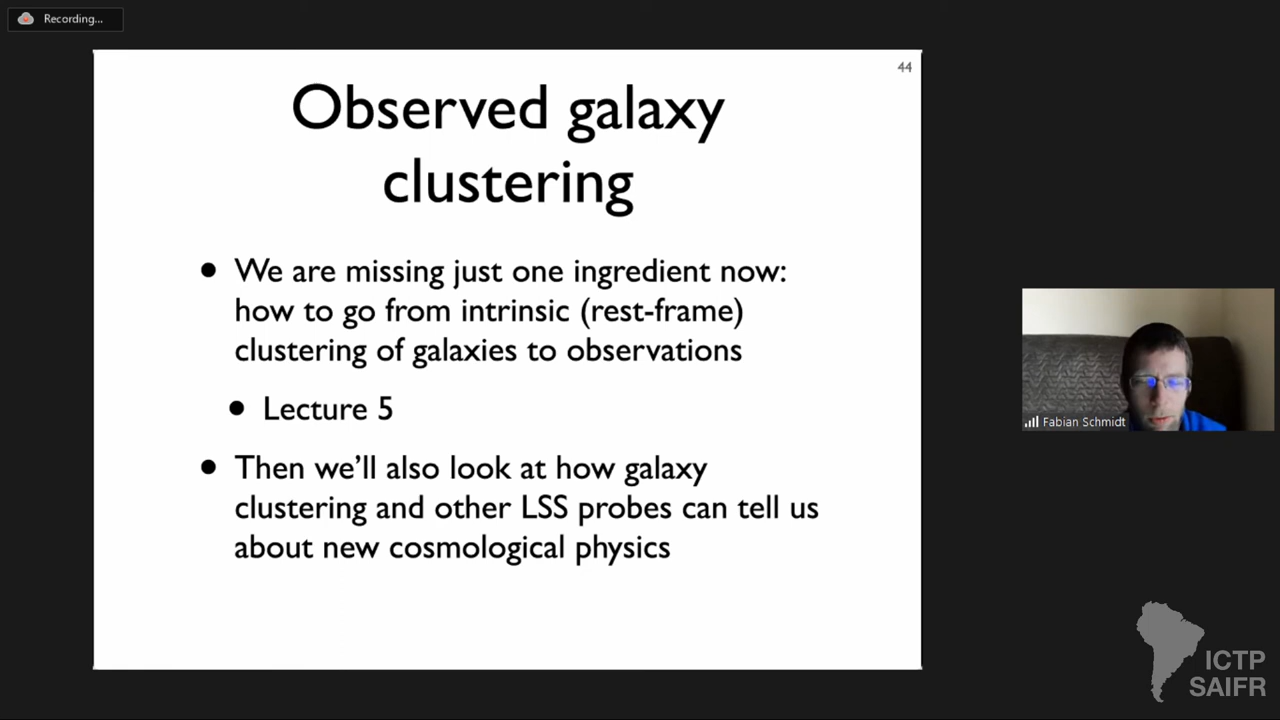 Recording...
44
Observed galaxy
clustering
• We are missing just one ingredient now:
how to go from intrinsic (rest-frame)
clustering of galaxies to observations
• Lecture 5
• Then we'll also look at how galaxy
clustering and other LSS probes can tell us
about new cosmological physics
Fabian Schmidt
ICTP
SAIFR